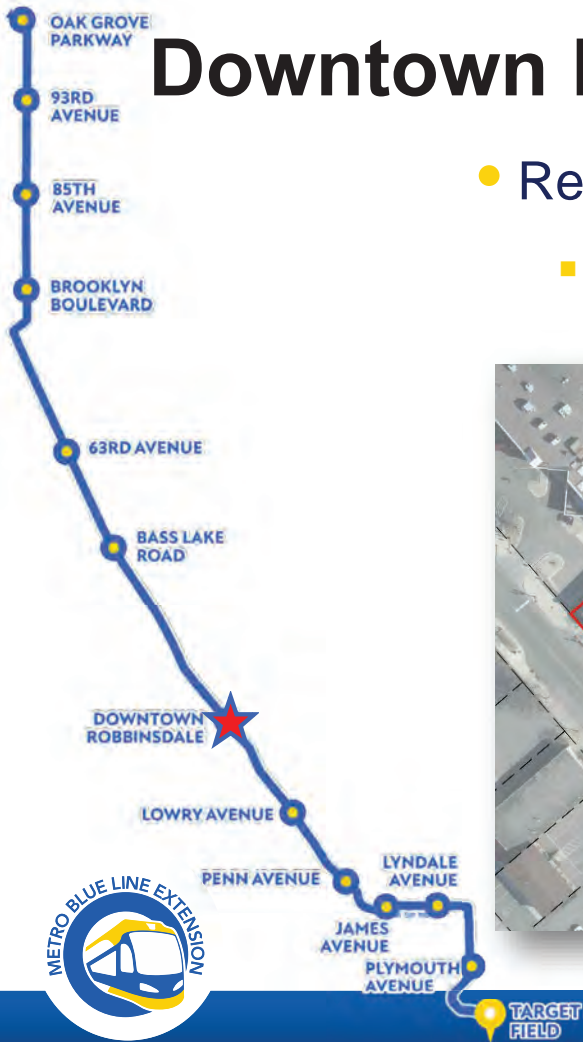 Downtown
Re
OAK GROVE
PARKWAY
93RD
AVENUE
85TH
AVENUE
BROOKLYN
BOULEVARD
63RD AVENUE
BASS LAKE
ROAD
DOWNTOWN
ROBBINSDALE
LOWRY AVENUE
PENN AVENUE
LYNDALE
AVENUE
JAMES
AVENUE
PLYMOUTH
AVENUE
TARGET
FIELD
METRO BLUE LINE EXTENSION